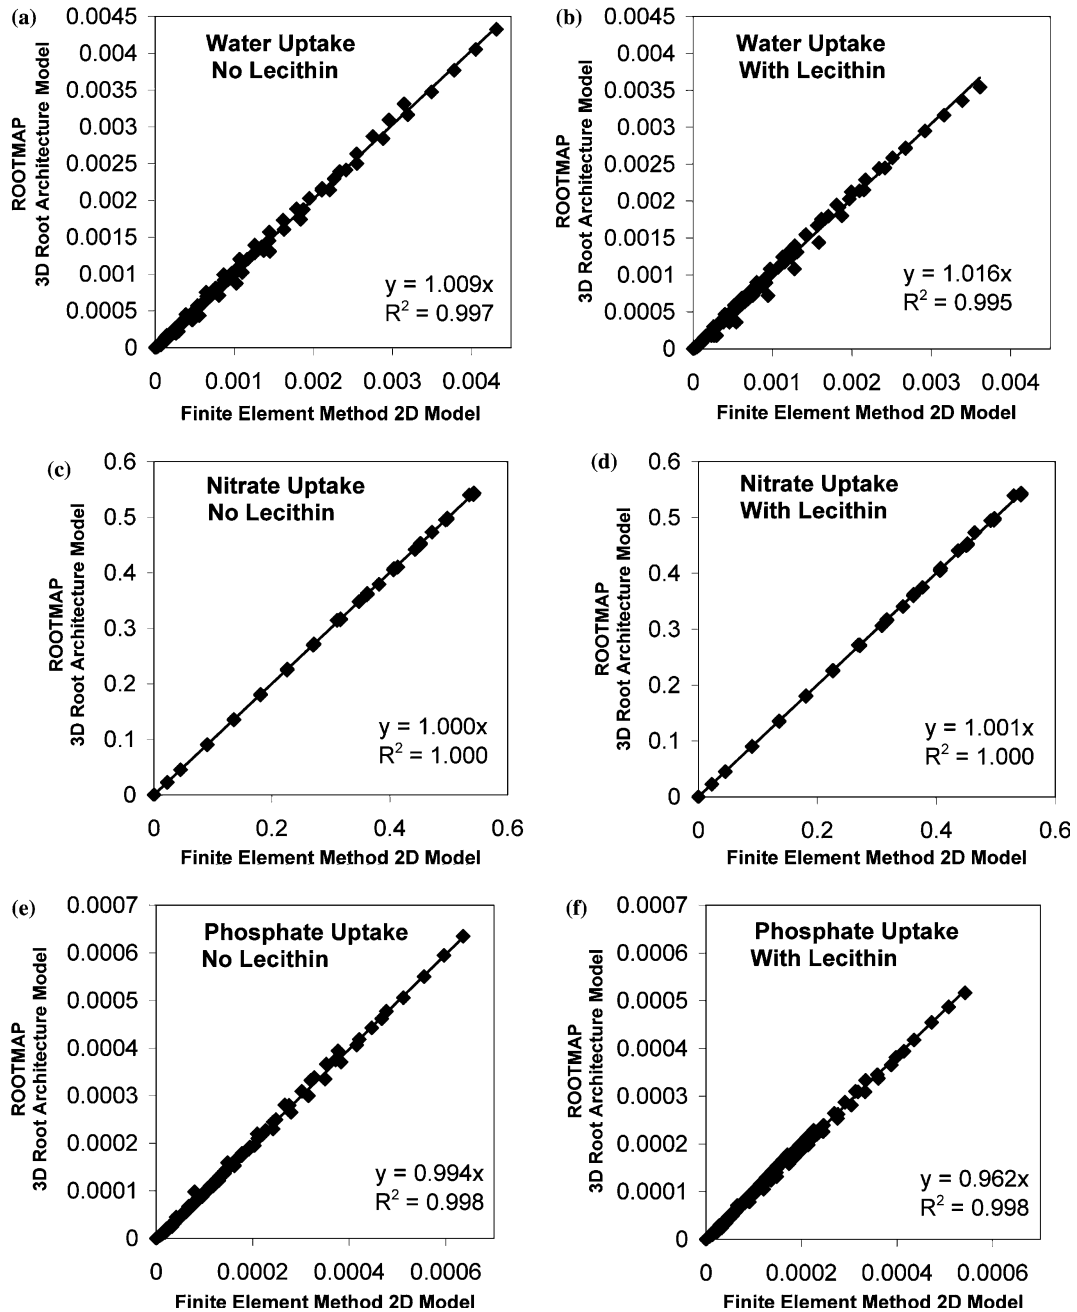 (a)
0.0045
0.004
0.0035
0.003
0.0025
0.002
0.0015
0.001
0.0005
0
ROOTMAP
3D Root Architecture Model
Water Uptake
No Lecithin
y = 1.009x
R² = 0.997
0 0.001 0.002 0.003 0.004
Finite Element Method 2D Model
(b)
0.0045
0.004
0.0035
0.003
0.0025
0.002
0.0015
0.001
0.0005
0
ROOTMAP
3D Root Architecture Model
Water Uptake
With Lecithin
y = 1.016x
R² = 0.995
0 0.001 0.002 0.003 0.004
Finite Element Method 2D Model
(c)
0.6
0.5
0.4
0.3
0.2
0.1
0
ROOTMAP
3D Root Architecture Model
Nitrate Uptake
No Lecithin
y = 1.000x
R² = 1.000
0 0.2 0.4 0.6
Finite Element Method 2D Model
(d)
0.6
0.5
0.4
0.3
0.2
0.1
0
ROOTMAP
3D Root Architecture Model
Nitrate Uptake
With Lecithin
y = 1.001x
R² = 1.000
0 0.2 0.4 0.6
Finite Element Method 2D Model
(e)
0.0007
0.0006
0.0005
0.0004
0.0003
0.0002
0.0001
0
ROOTMAP
3D Root Architecture Model
Phosphate Uptake
No Lecithin
y = 0.994x
R² = 0.998
0 0.0002 0.0004 0.0006
Finite Element Method 2D Model
(f)
0.0007
0.0006
0.0005
0.0004
0.0003
0.0002
0.0001
0
ROOTMAP
3D Root Architecture Model
Phosphate Uptake
With Lecithin
y = 0.962x
R² = 0.998
0 0.0002 0.0004 0.0006
Finite Element Method 2D Model